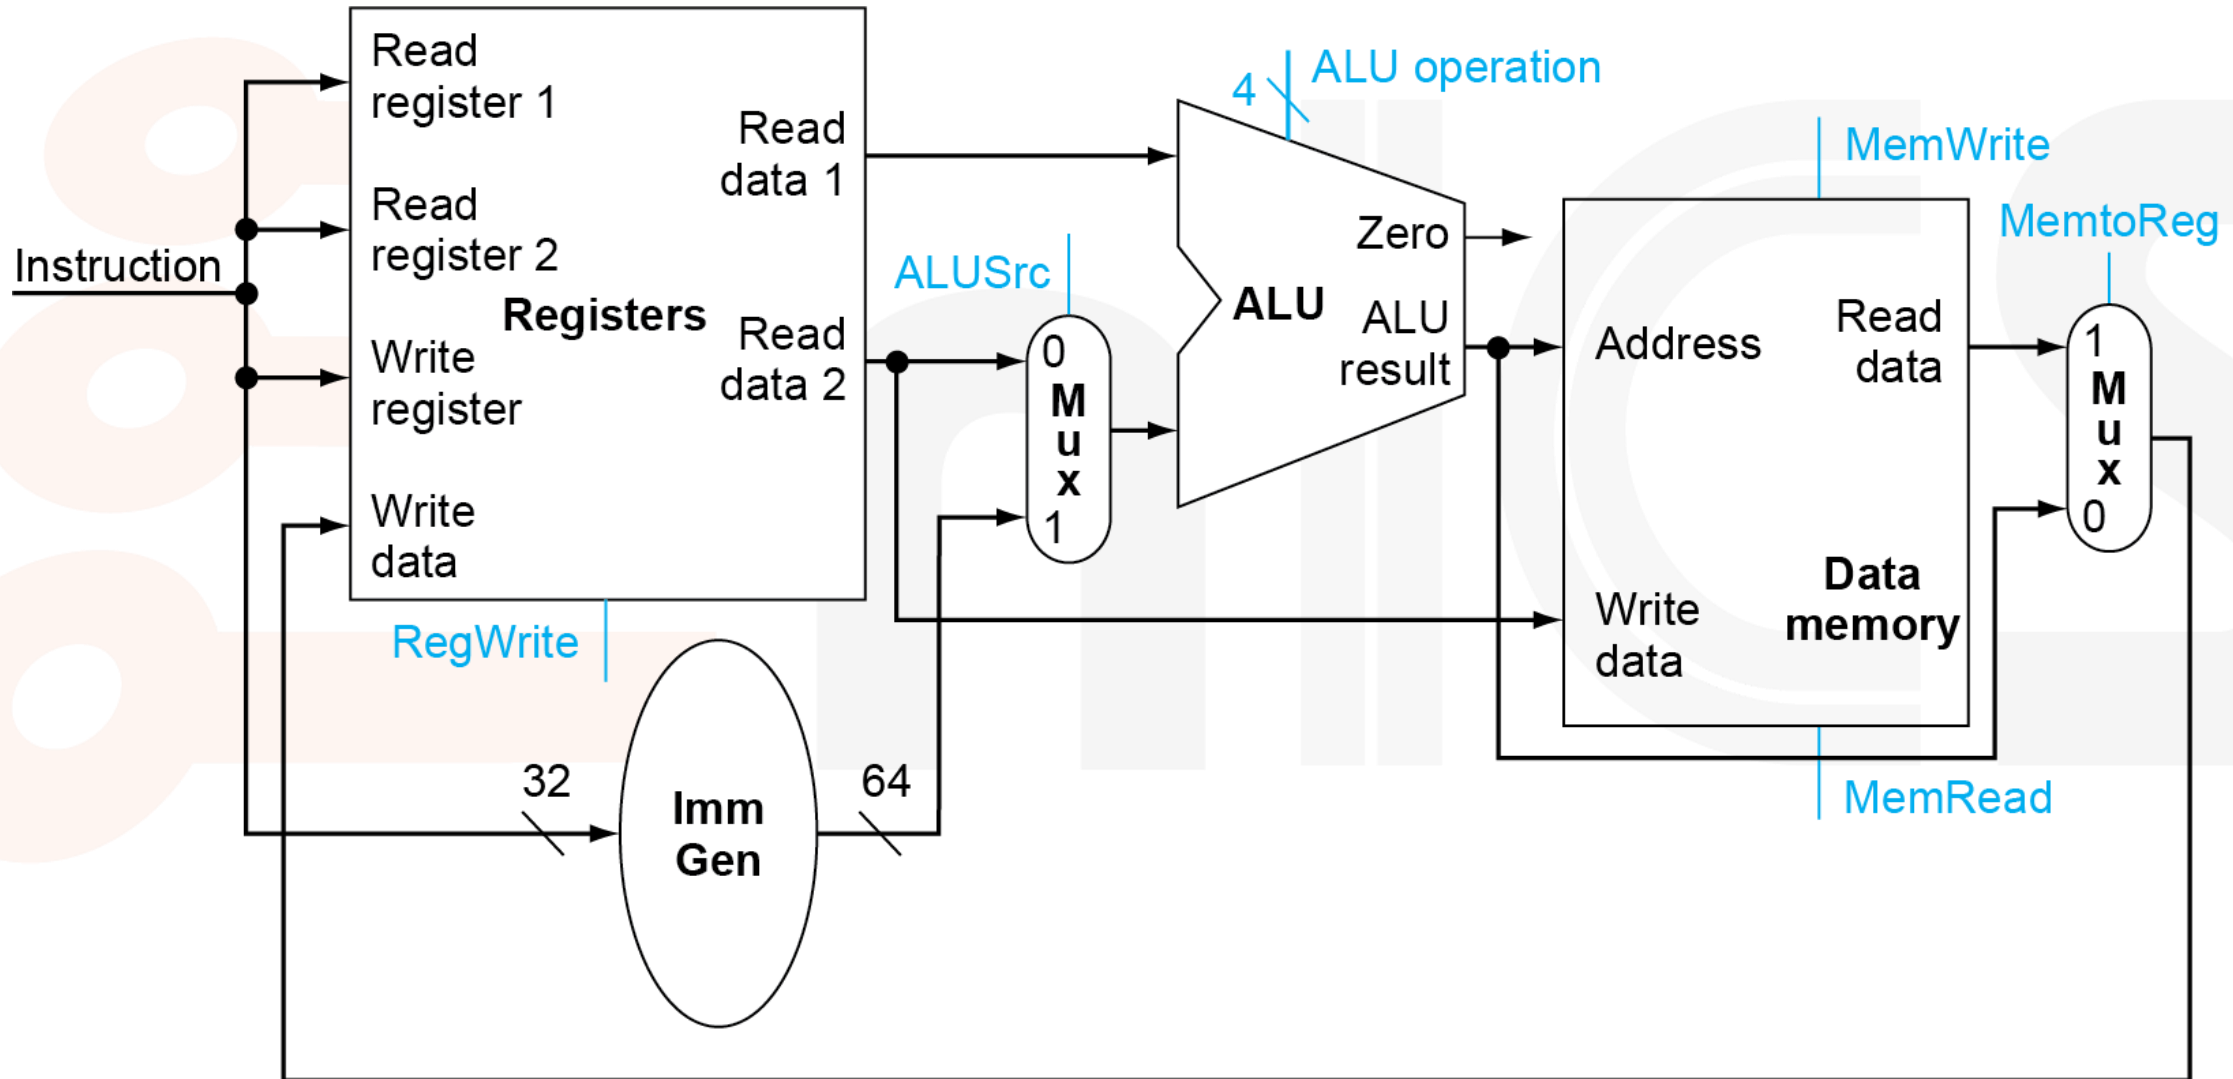 Instruction
Read
register 1
Read
register 2
Write
register
Write
data
Registers
Read
data 1
Read
data 2
RegWrite
32
Imm
Gen
64
ALUSrc
0
M
u
x
1
4
ALU operation
Zero
ALU
ALU
result
MemWrite
Address
Read
data
Write
data
Data
memory
MemRead
MemtoReg
1
M
u
x
0